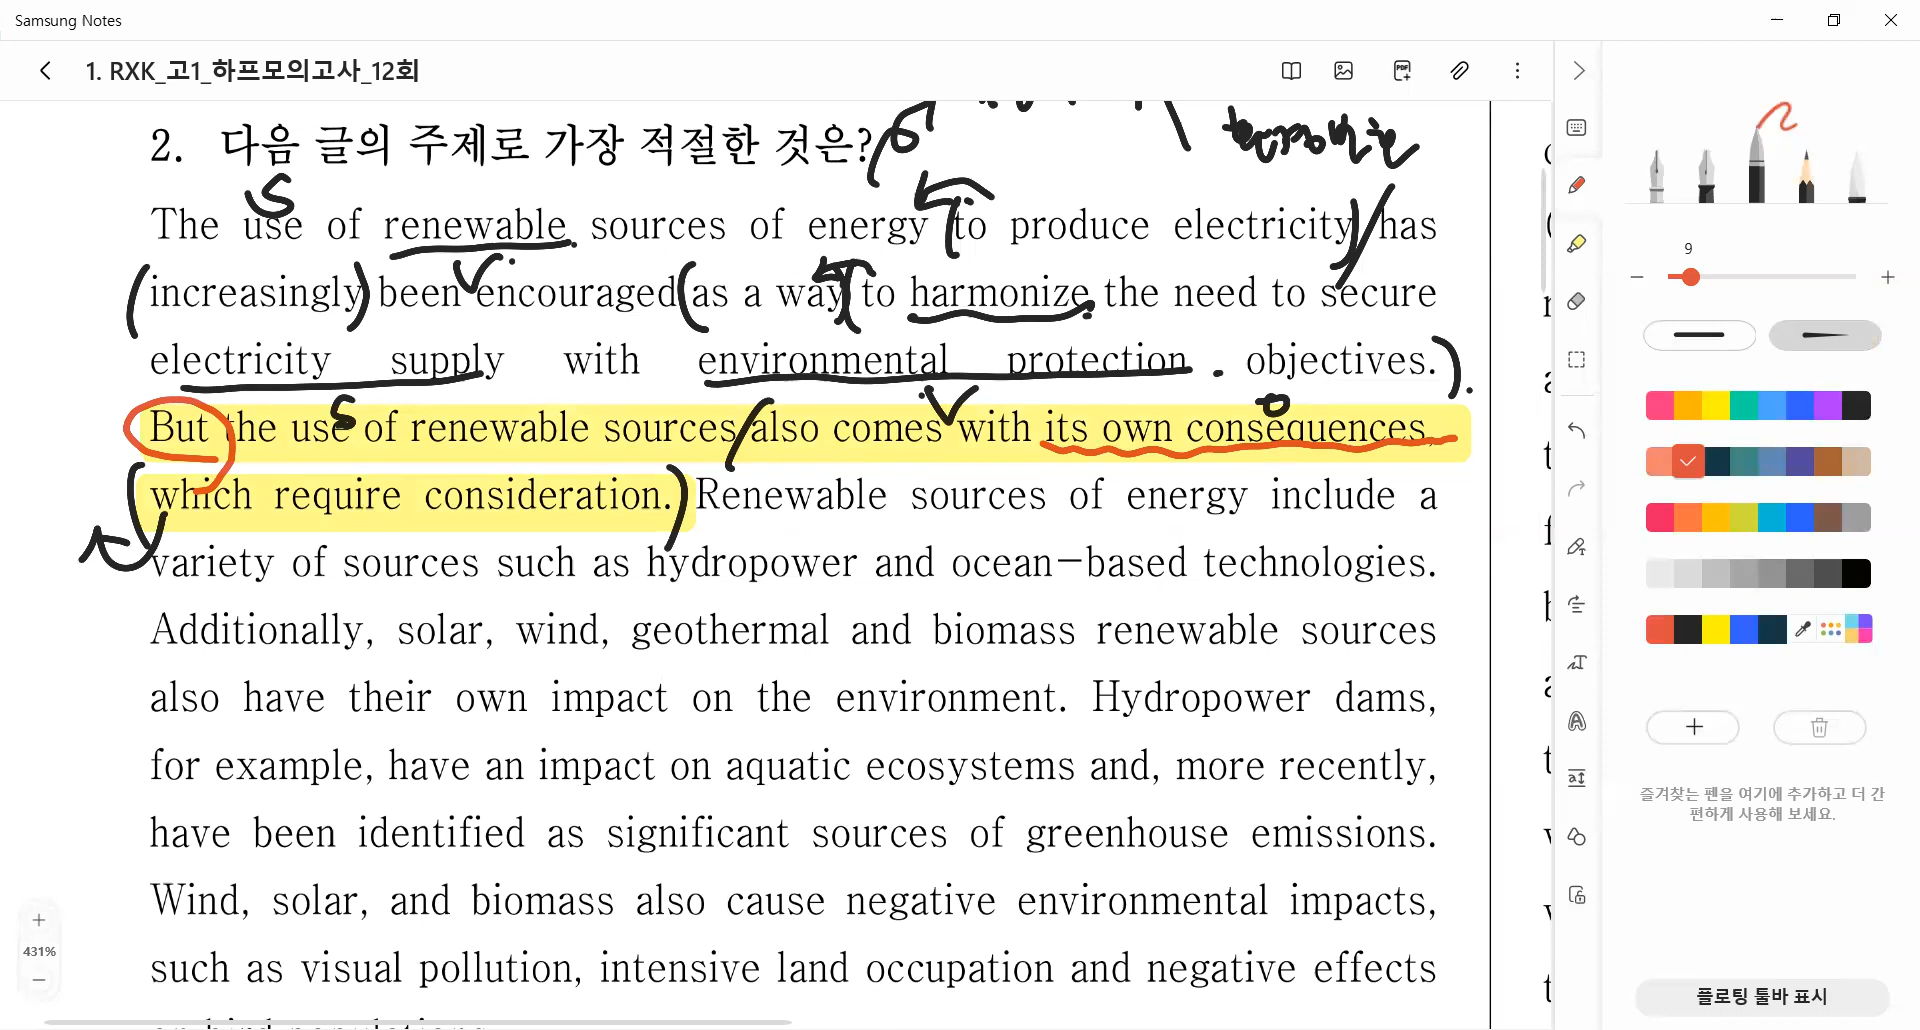 Samsung Notes
1. RXK_고1_하프모의고사_12회
2. 다음 글의 주제로 가장 적절한 것은?
harmonize
S
The use of renewable sources of energy to produce electricity has
V
increasingly been encouraged as a way to harmonize the need to secure
electricity supply with environmental protection objectives.
S
V
O
But the use of renewable sources also comes with its own consequences,
which require consideration. Renewable sources of energy include a
variety of sources such as hydropower and ocean-based technologies.
Additionally, solar, wind, geothermal and biomass renewable sources
also have their own impact on the environment. Hydropower dams,
for example, have an impact on aquatic ecosystems and, more recently,
have been identified as significant sources of greenhouse emissions.
Wind, solar, and biomass also cause negative environmental impacts,
such as visual pollution, intensive land occupation and negative effects
9
431%
즐겨찾는 펜을 여기에 추가하고 더 간
편하게 사용해 보세요.
플로팅 툴바 표시